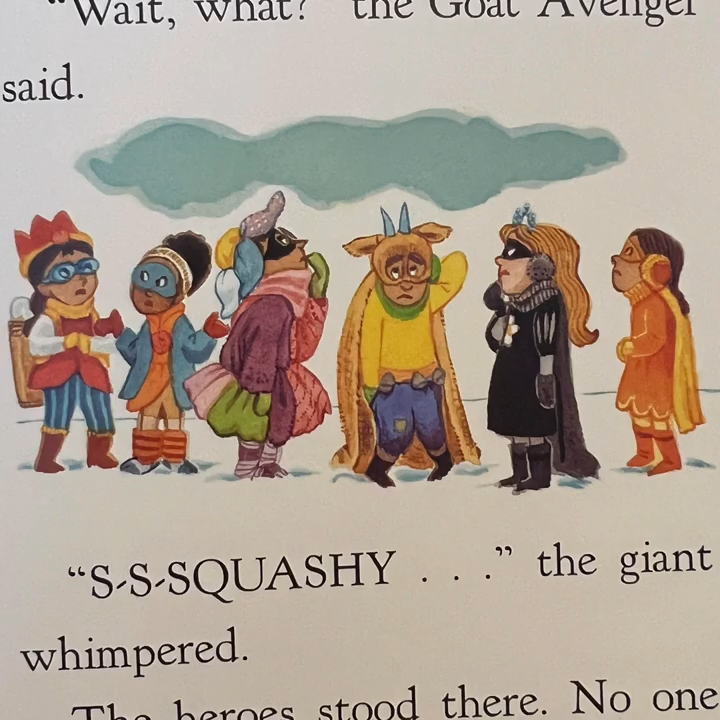 "Wait, what?" the Goat Avenger
said.
"S-S-SQUASHY . . ." the giant
whimpered.
The heroes stood there. No one